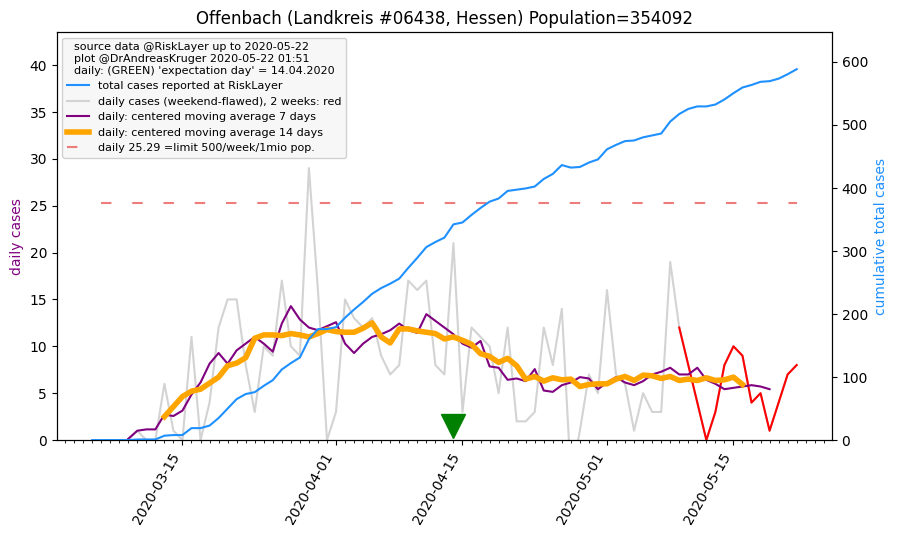 Offenbach (Landkreis #06438, Hessen) Population=354092
source data @RiskLayer up to 2020-05-22
plot @DrAndreasKruger 2020-05-22 01:51
daily: (GREEN) 'expectation day' = 14.04.2020
total cases reported at RiskLayer
daily cases (weekend-flawed), 2 weeks: red
daily: centered moving average 7 days
daily: centered moving average 14 days
daily 25.29 =limit 500/week/1mio pop.
daily cases
40
35
30
25
20
15
10
5
0
cumulative total cases
600
500
400
300
200
100
0
2020-03-15
2020-04-01
2020-04-15
2020-05-01
2020-05-15